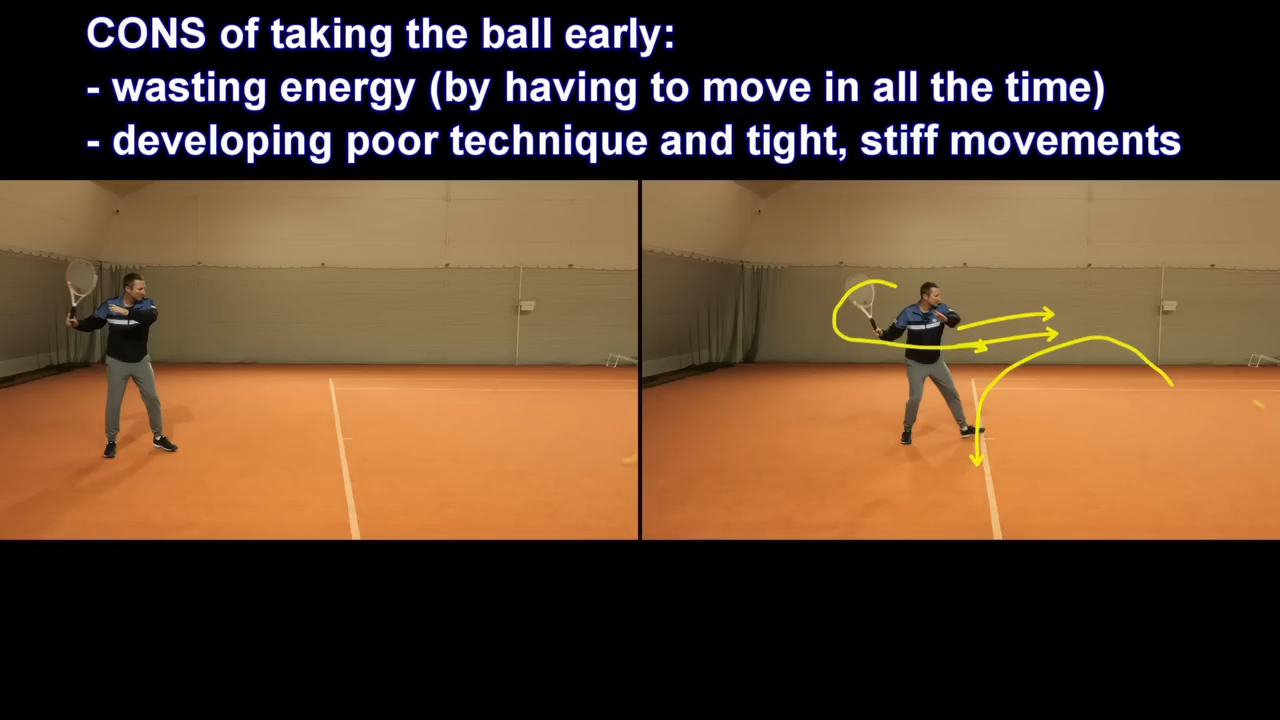 CONS of taking the ball early:
- wasting energy (by having to move in all the time)
- developing poor technique and tight, stiff movements